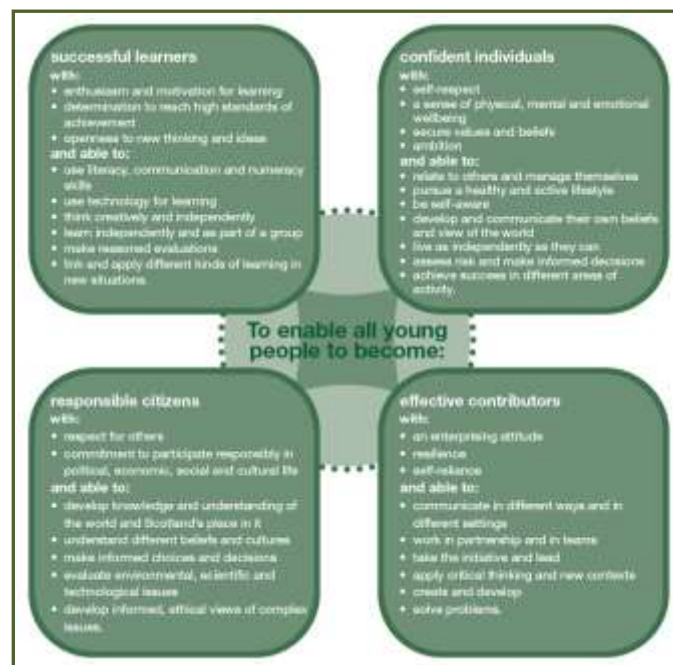 successful learners
with:
• enthusiasm and motivation for learning
• determination to reach high standards of
achievement
• openness to new thinking and ideas
and able to:
• use literacy, communication and numeracy
skills
• use technology for learning
• think creatively and independently
• learn independently and as part of a group
• make reasoned evaluations
• link and apply different kinds of learning in
new situations.
confident individuals
with:
• self-respect
• a sense of physical, mental and emotional
wellbeing
• secure values and beliefs
• ambition
and able to:
• relate to others and manage themselves
• pursue a healthy and active lifestyle
• be self-aware
• develop and communicate their own beliefs
and view of the world
• live as independently as they can
• assess risk and make informed decisions
• achieve success in different areas of
activity.
To enable all young
people to become:
responsible citizens
with:
• respect for others
• commitment to participate responsibly in
political, economic, social and cultural life
and able to:
• develop knowledge and understanding of
the world and Scotland's place in it
• understand different beliefs and cultures
• make informed choices and decisions
• evaluate environmental, scientific and
technological issues
• develop informed, ethical views of complex
issues.
effective contributors
with:
• an enterprising attitude
• resilience
• self-reliance
and able to:
• communicate in different ways and in
different settings
• work in partnership and in teams
• take the initiative and lead
• apply critical thinking and new contexts
• create and develop
• solve problems.